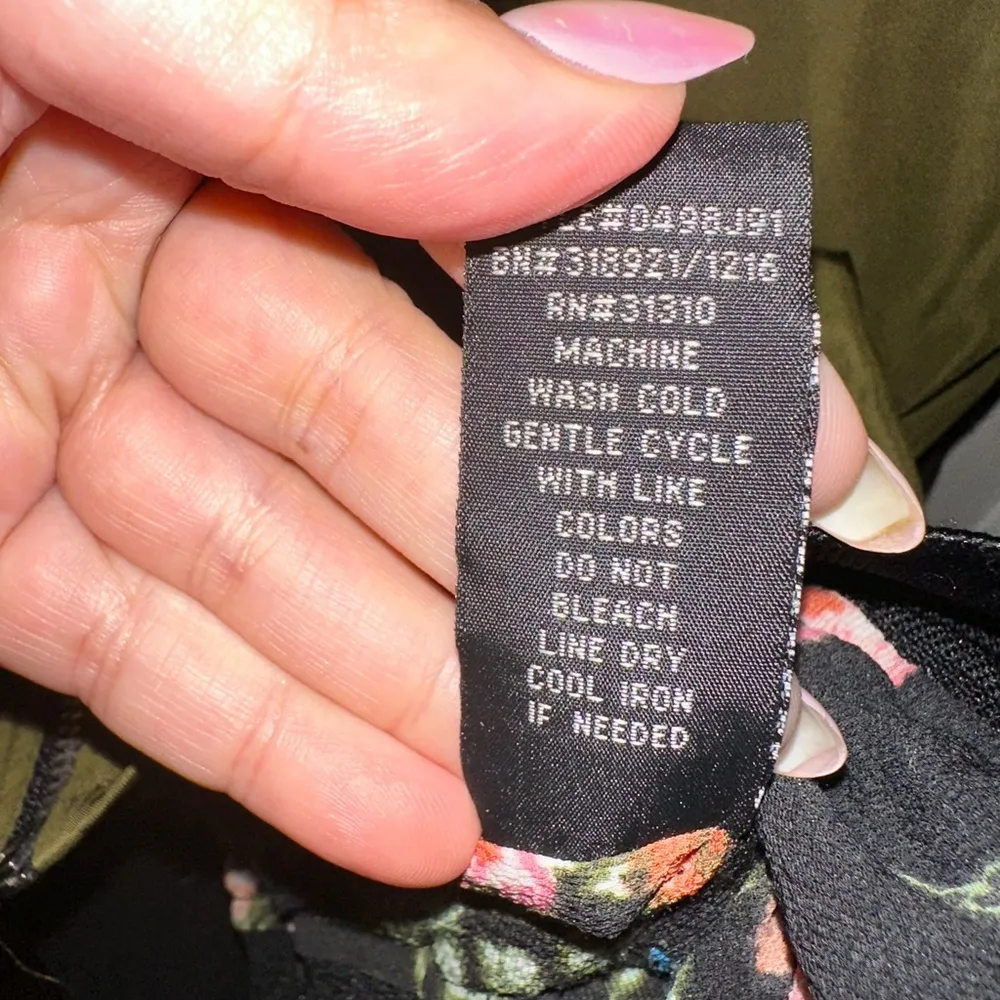 #0498J91
BN#318921/1216
RN#31310
MACHINE
WASH COLD
GENTLE CYCLE
WITH LIKE
COLORS
DO NOT
BLEACH
LINE DRY
COOL IRON
IF NEEDED